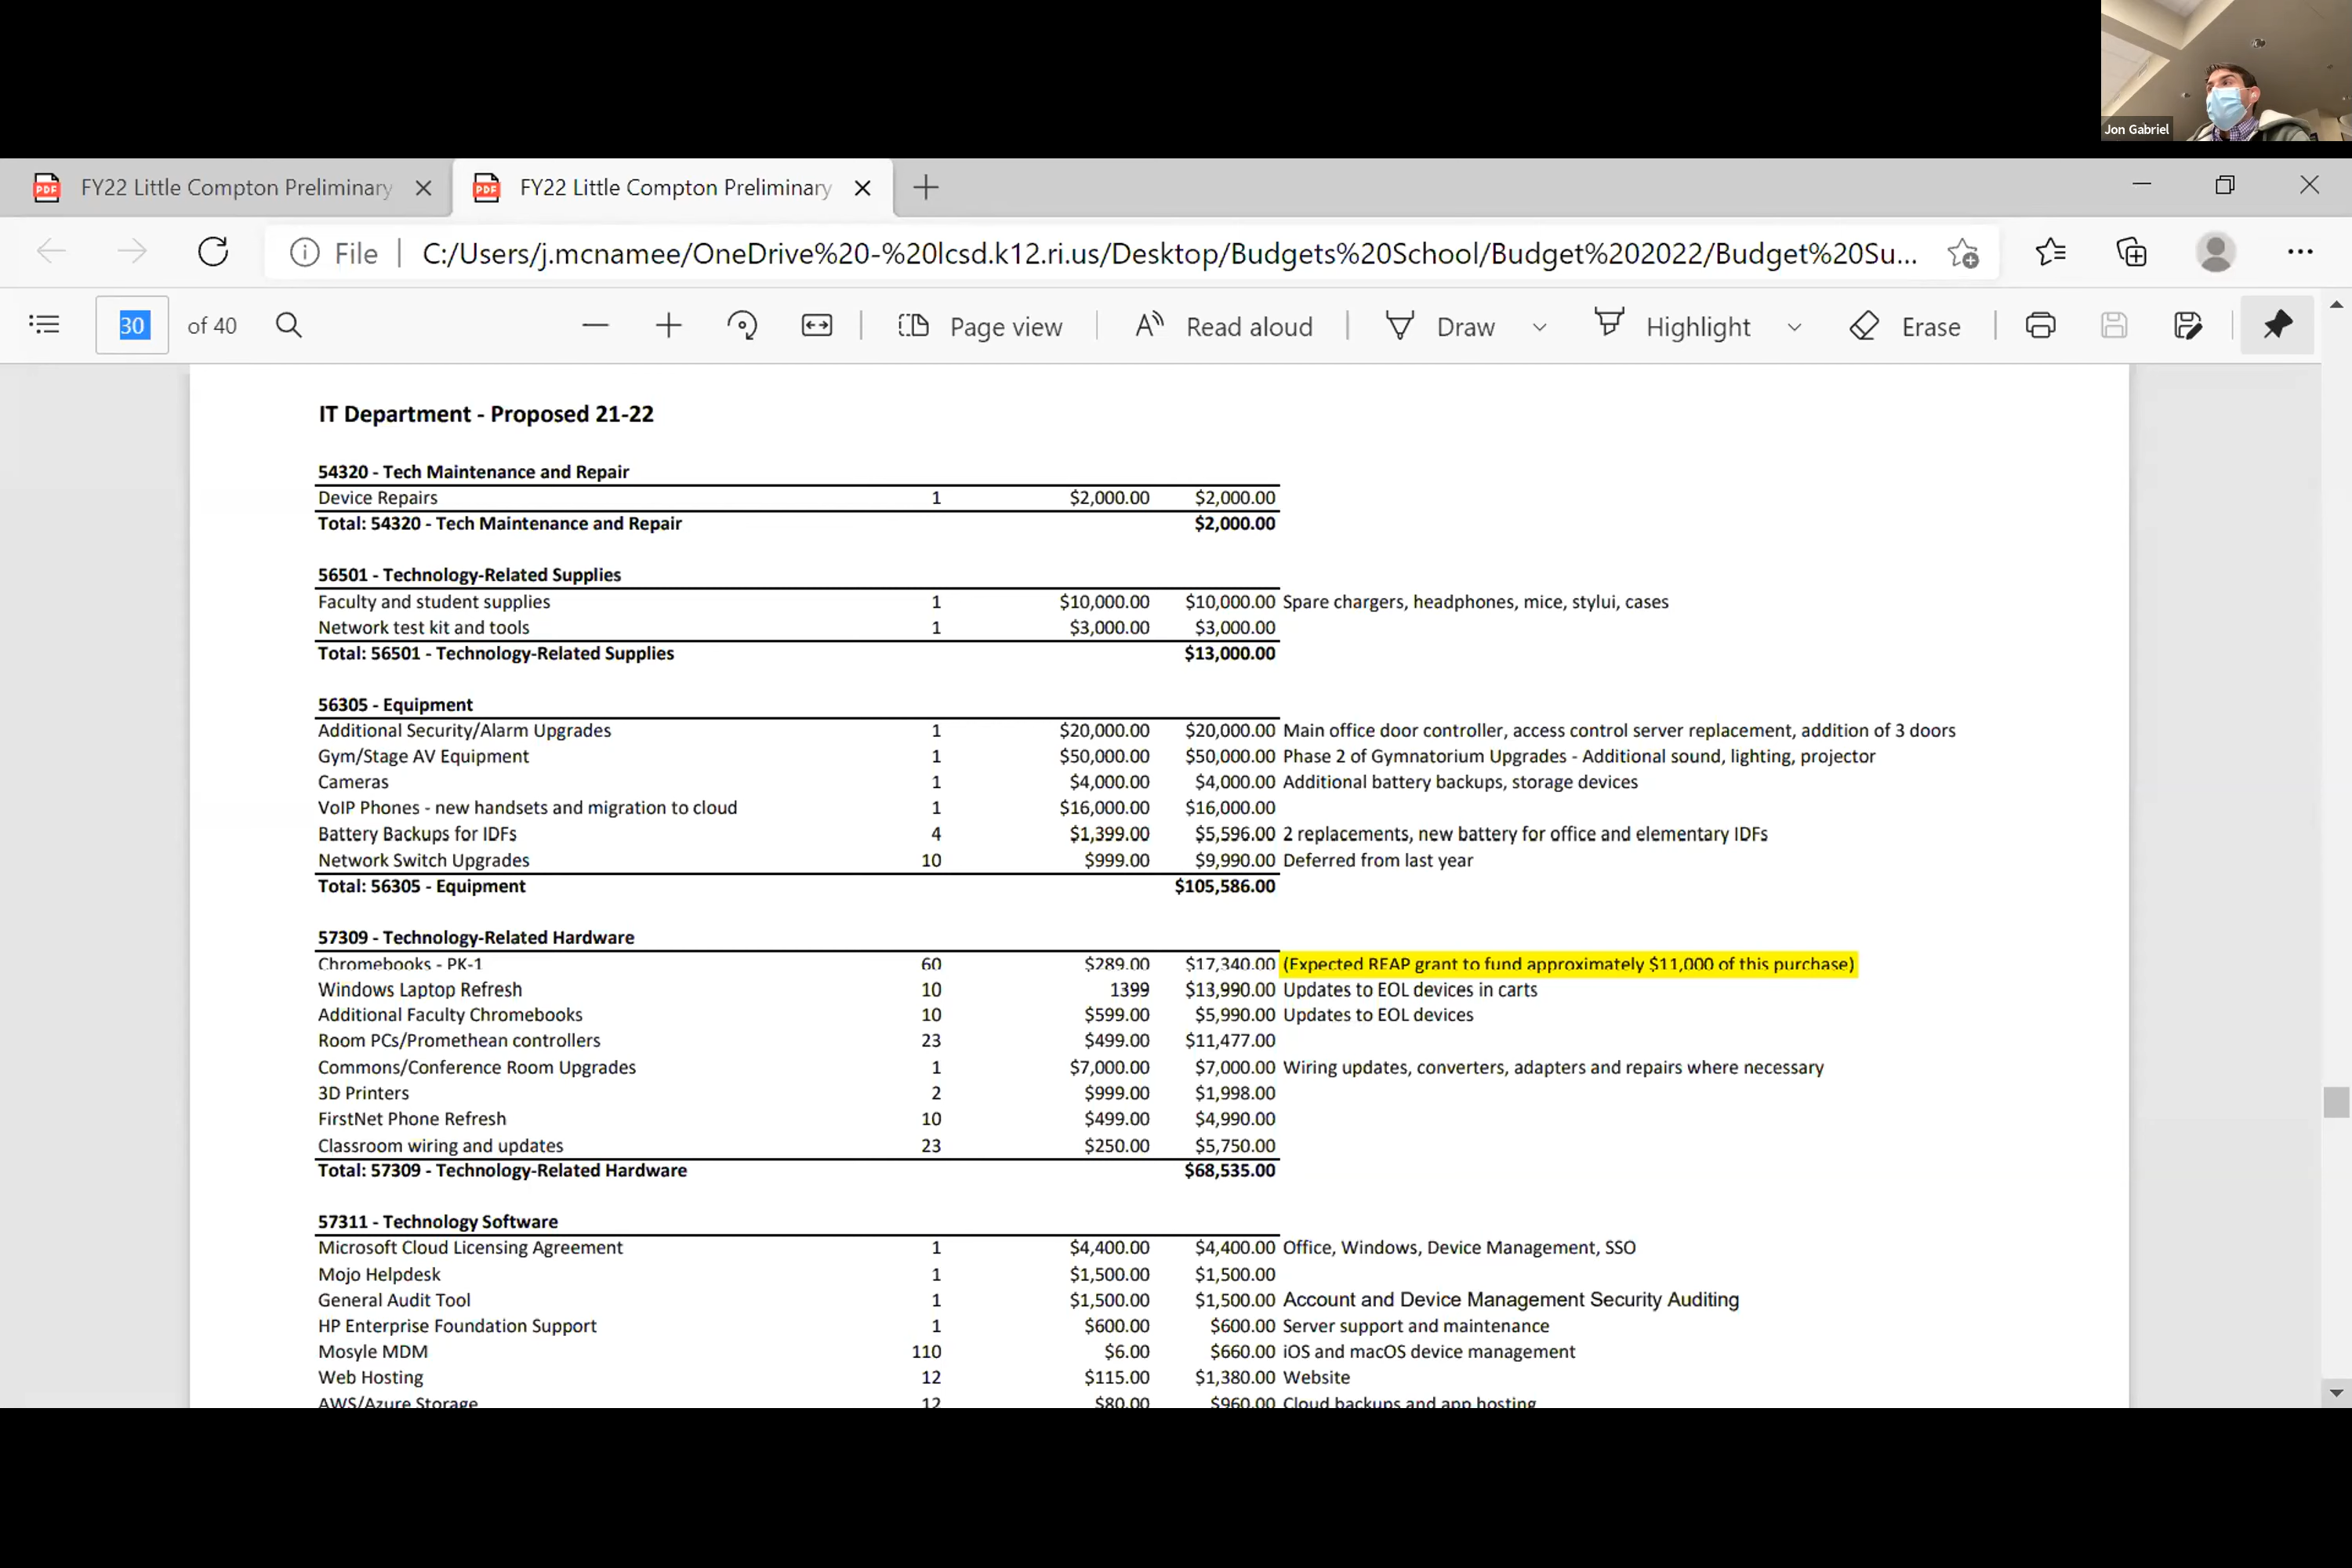 Jon Gabriel
FY22 Little Compton Preliminary
FY22 Little Compton Preliminary
File
C:/Users/j.mcnamee/OneDrive%20-%20lcsd.k12.ri.us/Desktop/Budgets%20School/Budget%202022/Budget%20Su...
30 of 40
Page view
Read aloud
Draw
Highlight
Erase
IT Department - Proposed 21-22
54320 - Tech Maintenance and Repair
Device Repairs 1 $2,000.00 $2,000.00
Total: 54320 - Tech Maintenance and Repair $2,000.00
56501 - Technology-Related Supplies
Faculty and student supplies 1 $10,000.00 $10,000.00 Spare chargers, headphones, mice, stylui, cases
Network test kit and tools 1 $3,000.00 $3,000.00
Total: 56501 - Technology-Related Supplies $13,000.00
56305 - Equipment
Additional Security/Alarm Upgrades 1 $20,000.00 $20,000.00 Main office door controller, access control server replacement, addition of 3 doors
Gym/Stage AV Equipment 1 $50,000.00 $50,000.00 Phase 2 of Gymnatorium Upgrades - Additional sound, lighting, projector
Cameras 1 $4,000.00 $4,000.00 Additional battery backups, storage devices
VoIP Phones - new handsets and migration to cloud 1 $16,000.00 $16,000.00
Battery Backups for IDFs 4 $1,399.00 $5,596.00 2 replacements, new battery for office and elementary IDFs
Network Switch Upgrades 10 $999.00 $9,990.00 Deferred from last year
Total: 56305 - Equipment $105,586.00
57309 - Technology-Related Hardware
Chromebooks - PK-1 60 $289.00 $17,340.00 (Expected REAP grant to fund approximately $11,000 of this purchase)
Windows Laptop Refresh 10 1399 $13,990.00 Updates to EOL devices in carts
Additional Faculty Chromebooks 10 $599.00 $5,990.00 Updates to EOL devices
Room PCs/Promethean controllers 23 $499.00 $11,477.00
Commons/Conference Room Upgrades 1 $7,000.00 $7,000.00 Wiring updates, converters, adapters and repairs where necessary
3D Printers 2 $999.00 $1,998.00
FirstNet Phone Refresh 10 $499.00 $4,990.00
Classroom wiring and updates 23 $250.00 $5,750.00
Total: 57309 - Technology-Related Hardware $68,535.00
57311 - Technology Software
Microsoft Cloud Licensing Agreement 1 $4,400.00 $4,400.00 Office, Windows, Device Management, SSO
Mojo Helpdesk 1 $1,500.00 $1,500.00
General Audit Tool 1 $1,500.00 $1,500.00 Account and Device Management Security Auditing
HP Enterprise Foundation Support 1 $600.00 $600.00 Server support and maintenance
Mosyle MDM 110 $6.00 $660.00 iOS and macOS device management
Web Hosting 12 $115.00 $1,380.00 Website
AWS/Azure Storage 12 $80.00 $960.00 Cloud backups and app hosting